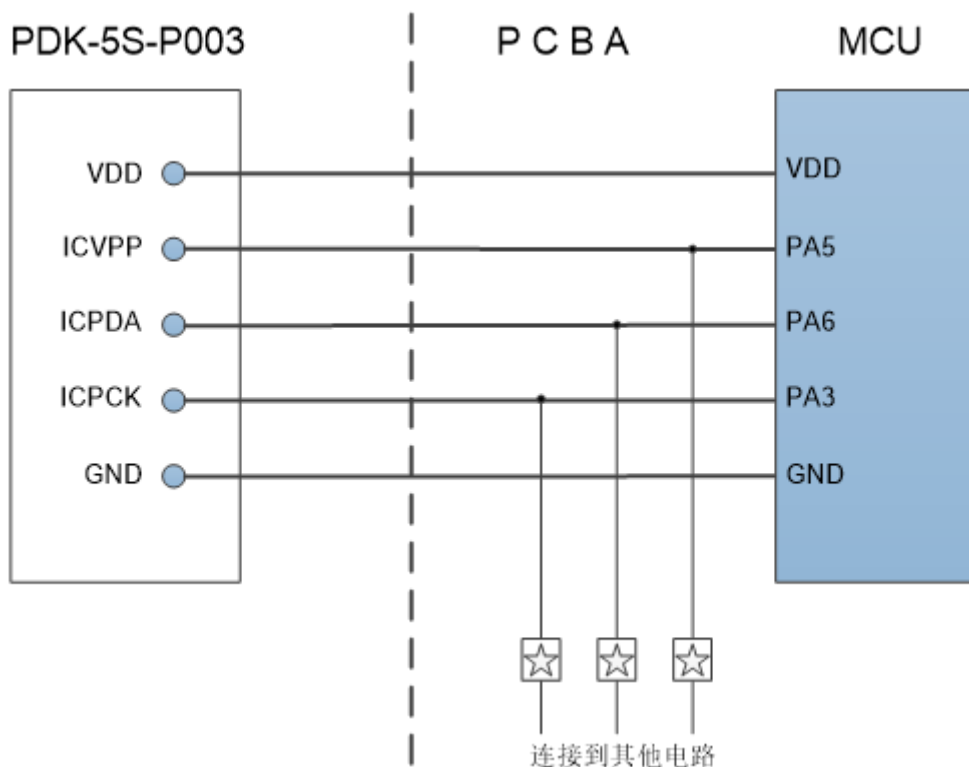 PDK-5S-P003
P C B A
MCU
VDD
VDD
ICVPP
PA5
ICPDA
PA6
ICPCK
PA3
GND
GND
连接到其他电路